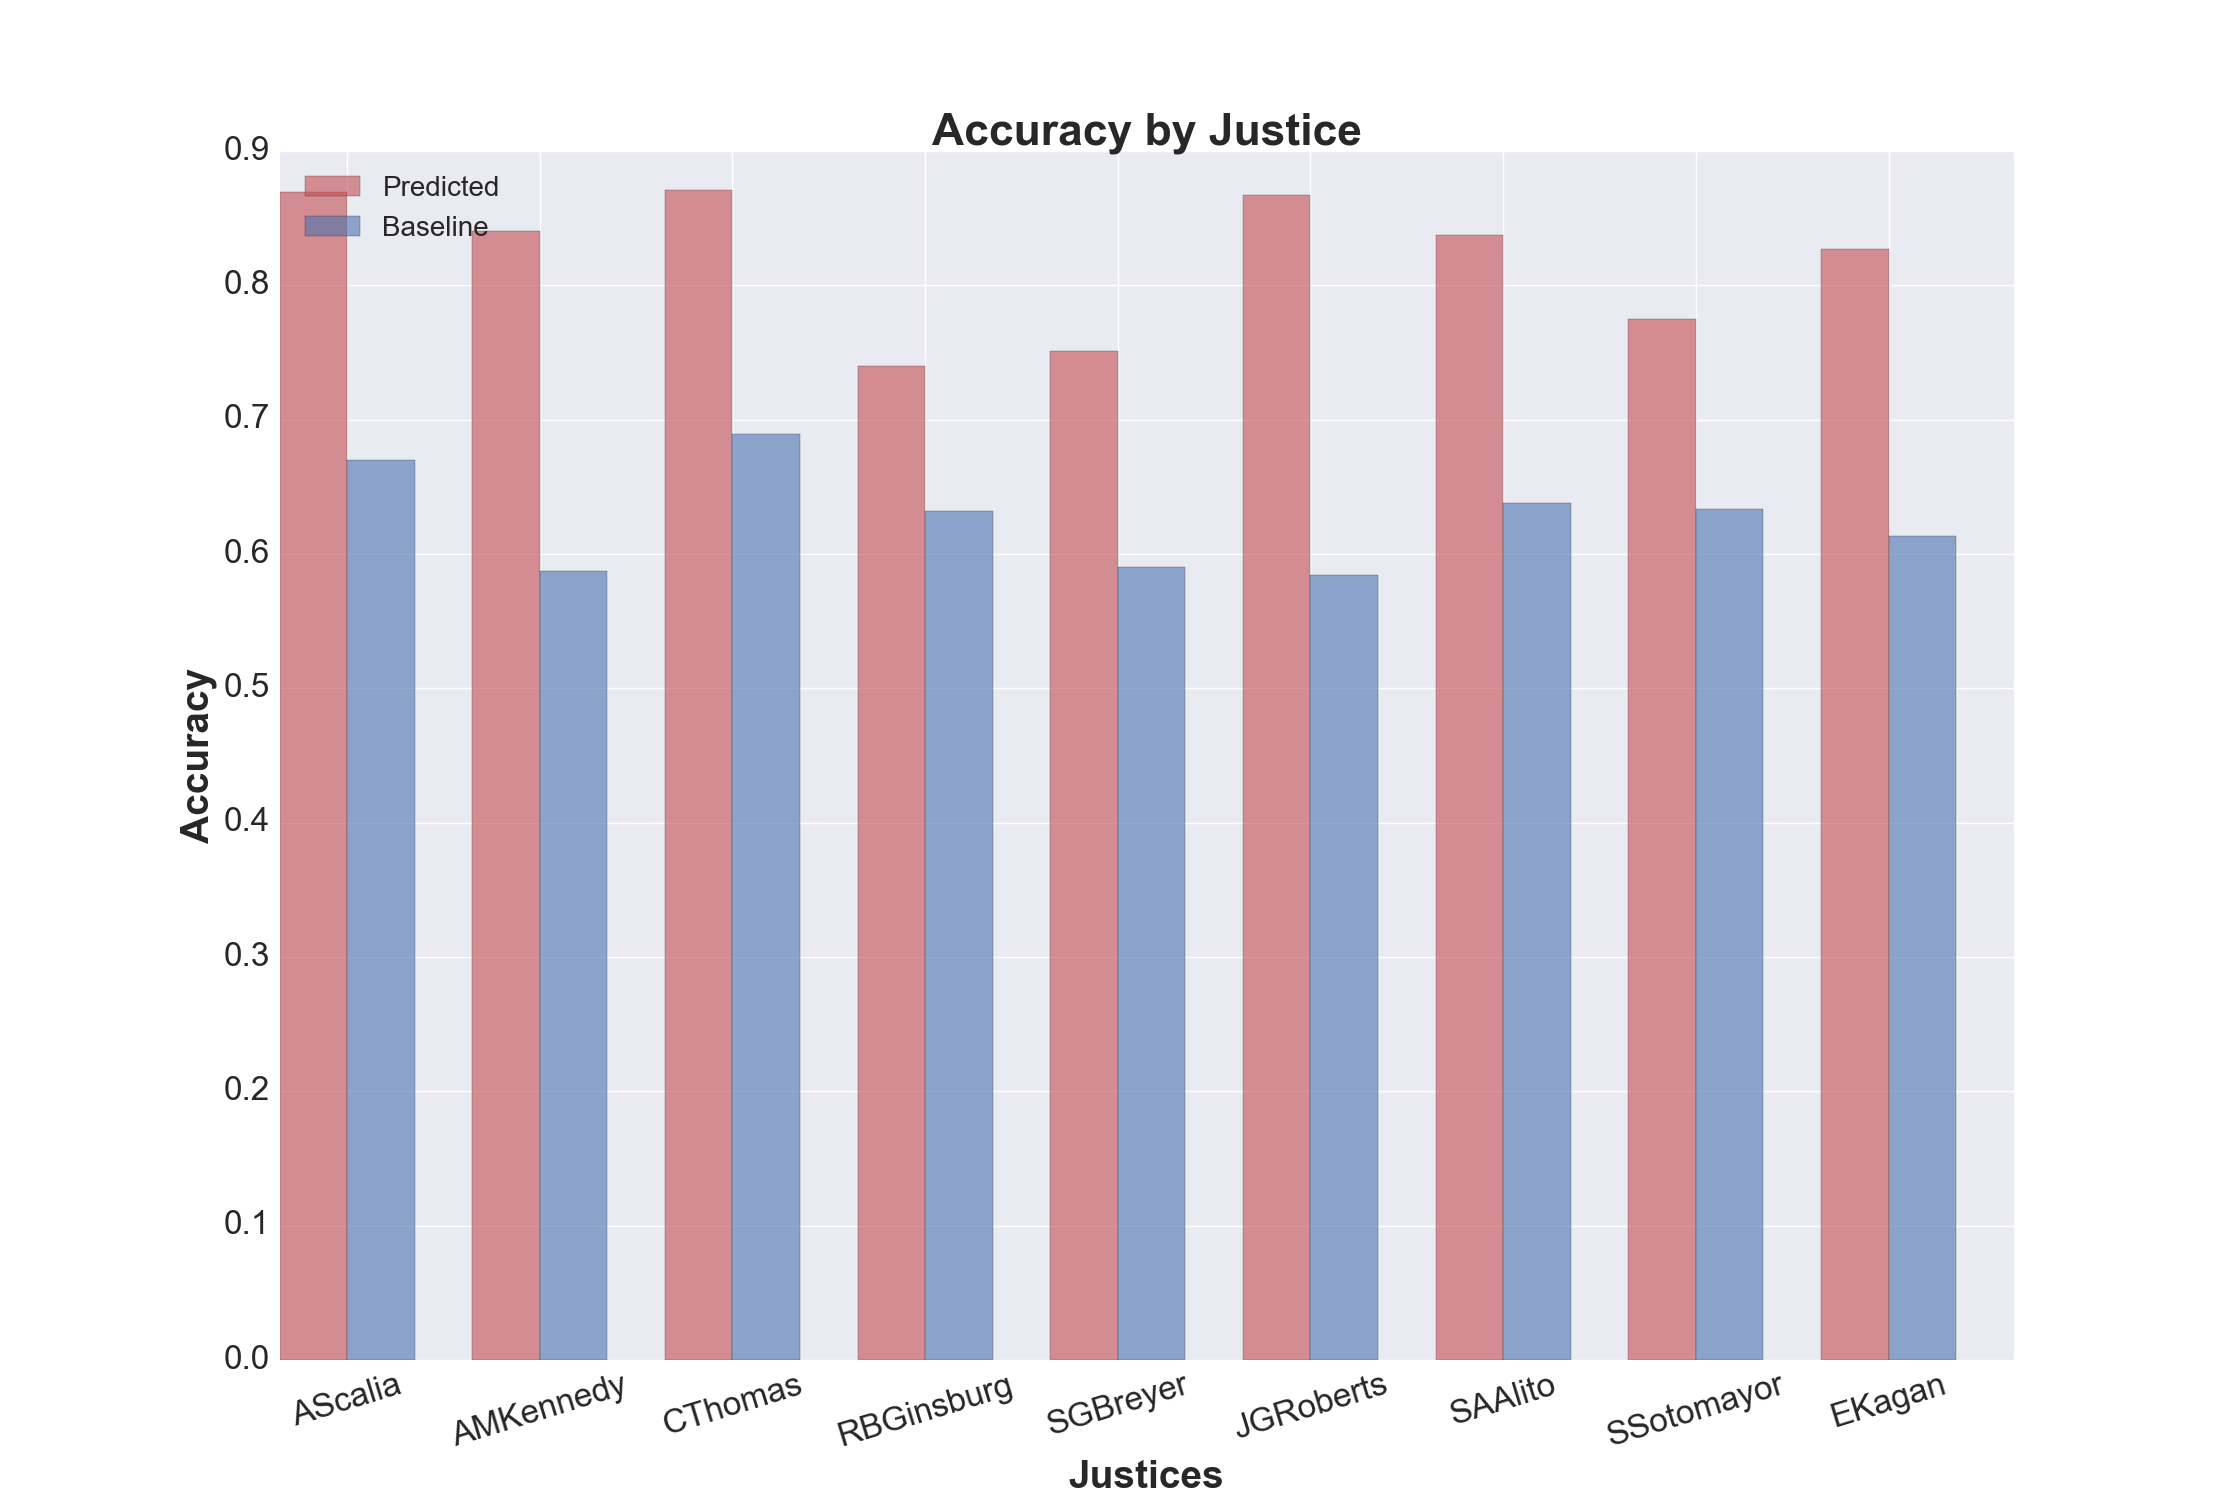 Accuracy by Justice
Predicted
Baseline
Accuracy
0.9
0.8
0.7
0.6
0.5
0.4
0.3
0.2
0.1
0.0
AScalia
AMKennedy
CThomas
RBGinsburg
SGBreyer
JGRoberts
SAAlito
SSotomayor
EKagan
Justices